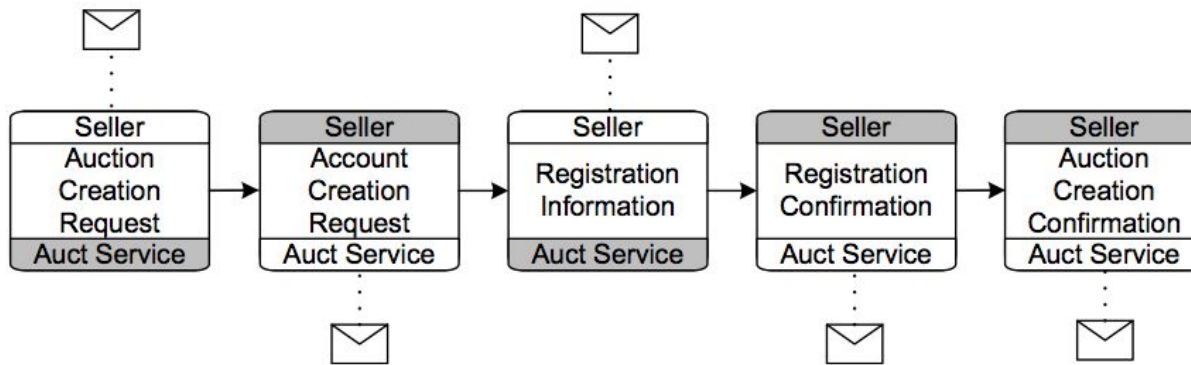 Seller
Auction
Creation
Request
Auct Service
Seller
Account
Creation
Request
Auct Service
Seller
Registration
Information
Auct Service
Seller
Registration
Confirmation
Auct Service
Seller
Auction
Creation
Confirmation
Auct Service